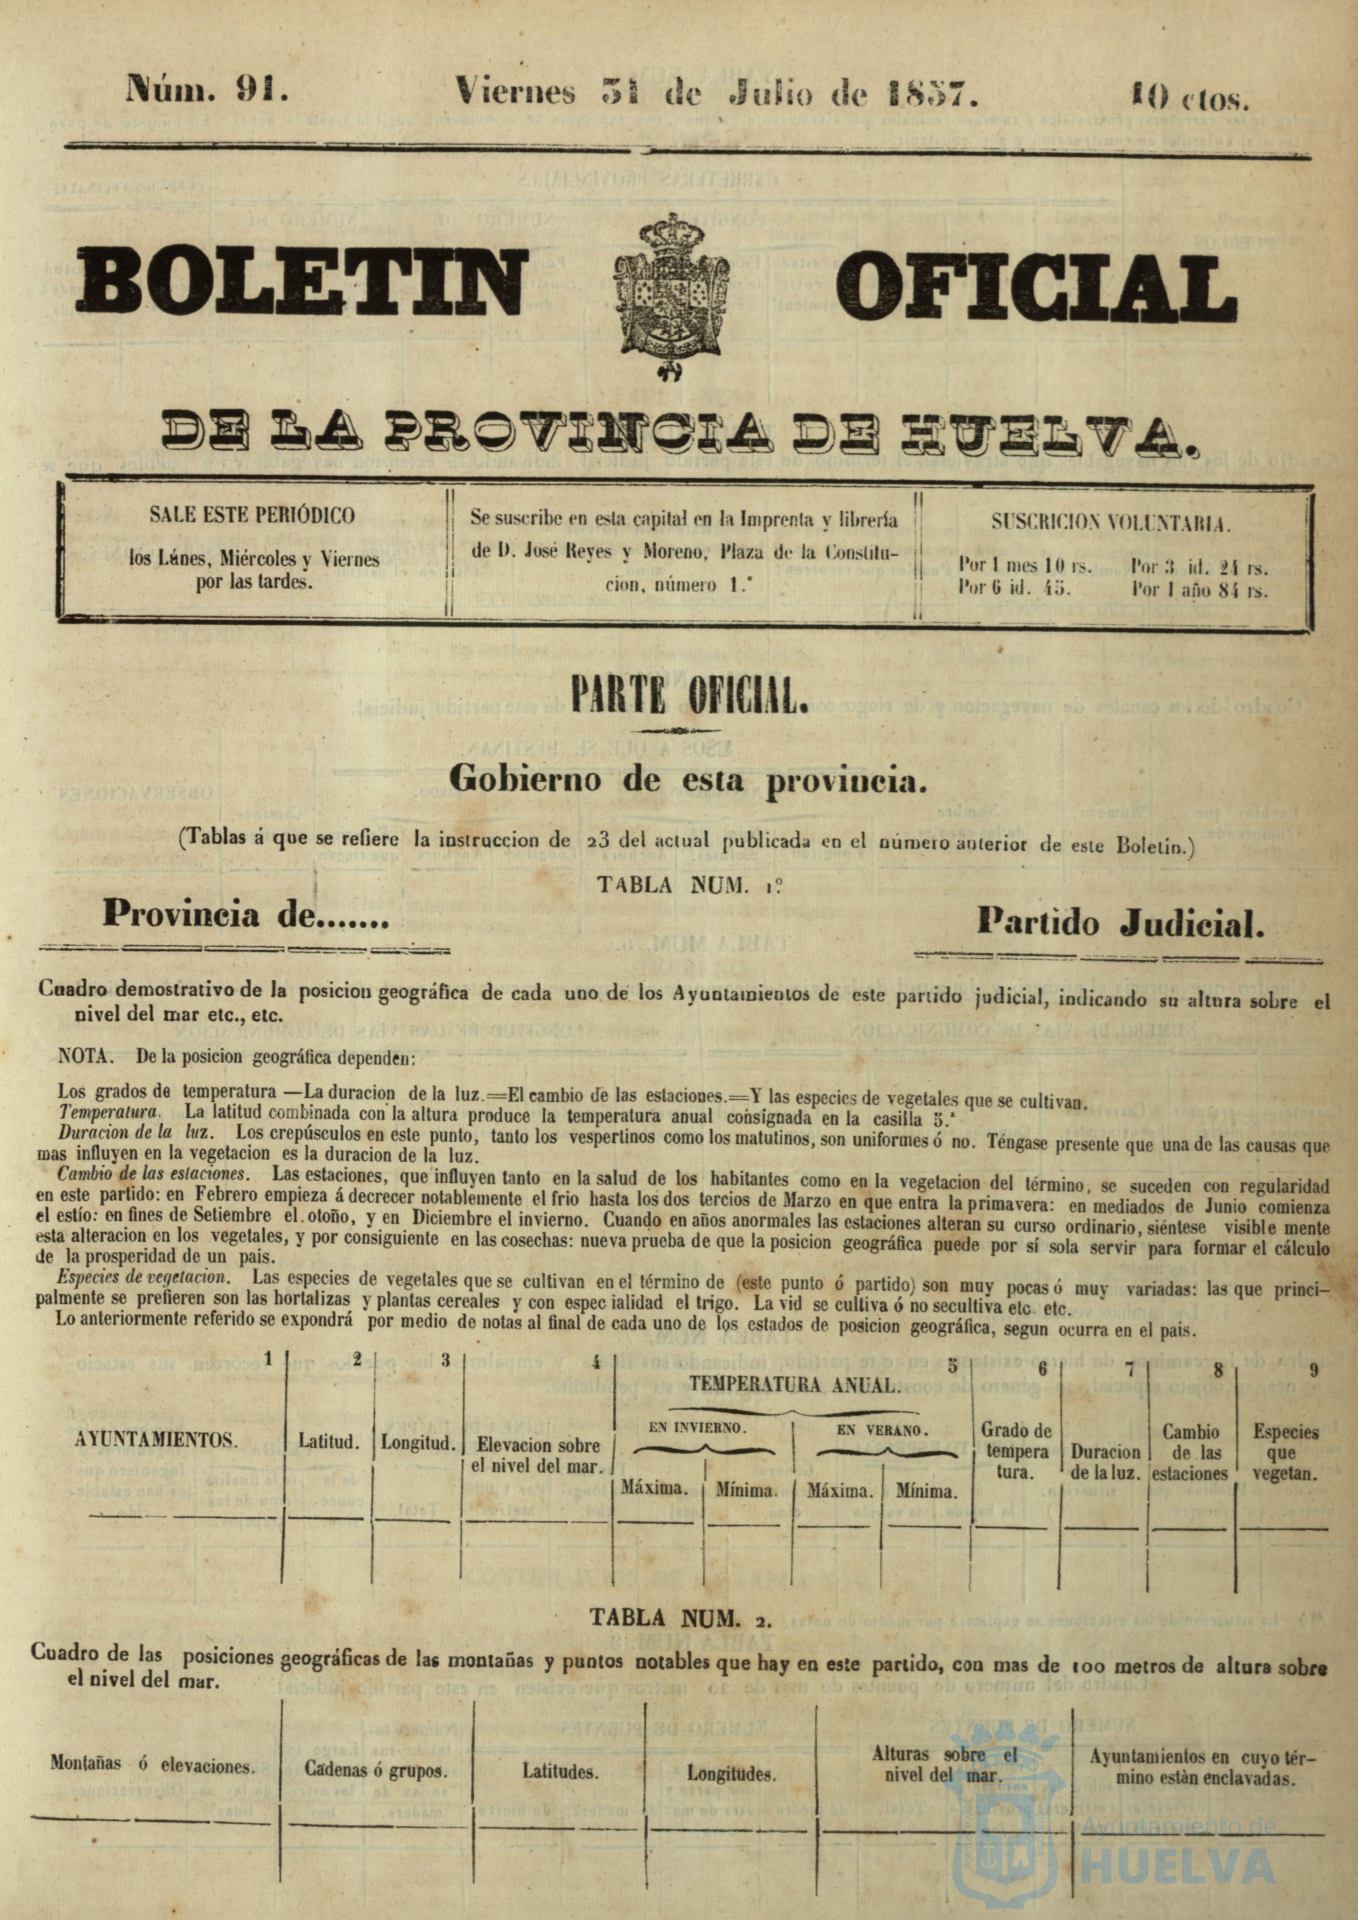 Núm. 91.
Viernes 31 de Julio de 1857.
10 ctos.
BOLETIN OFICIAL
DE LA PROVINCIA DE HUELVA.
SALE ESTE PERIÓDICO
los Lúnes, Miércoles y Viernes
por las tardes.
Se suscribe en esta capital en la Imprenta y librería
de D. José Reyes y Moreno, Plaza de la Constitu-
cion, número 1.º
SUSCRICION VOLUNTARIA.
Por 1 mes 10 rs. Por 3 id. 24 rs.
Por 6 id. 45. Por 1 año 84 rs.
PARTE OFICIAL.
Gobierno de esta provincia.
(Tablas á que se refiere la instruccion de 23 del actual publicada en el número anterior de este Boletin.)
TABLA NUM. 1.º
Provincia de.......
Partido Judicial.
Cuadro demostrativo de la posicion geográfica de cada uno de los Ayuntamientos de este partido judicial, indicando su altura sobre el
nivel del mar etc., etc.
NOTA. De la posicion geográfica dependen:
Los grados de temperatura —La duracion de la luz.=El cambio de las estaciones.=Y las especies de vegetales que se cultivan.
Temperatura. La latitud combinada con la altura produce la temperatura anual consignada en la casilla 5.ª
Duracion de la luz. Los crepúsculos en este punto, tanto los vespertinos como los matutinos, son uniformes ó no. Téngase presente que una de las causas que
mas influyen en la vegetacion es la duracion de la luz.
Cambio de las estaciones. Las estaciones, que influyen tanto en la salud de los habitantes como en la vegetacion del término, se suceden con regularidad
en este partido: en Febrero empieza á decrecer notablemente el frio hasta los dos tercios de Marzo en que entra la primavera: en mediados de Junio comienza
el estío: en fines de Setiembre el otoño, y en Diciembre el invierno. Cuando en años anormales las estaciones alteran su curso ordinario, siéntese visible mente
esta alteracion en los vegetales, y por consiguiente en las cosechas: nueva prueba de que la posicion geográfica puede por sí sola servir para formar el cálculo
de la prosperidad de un pais.
Especies de vegetacion. Las especies de vegetales que se cultivan en el término de (este punto ó partido) son muy pocas ó muy variadas: las que princi-
palmente se prefieren son las hortalizas y plantas cereales y con espec ialidad el trigo. La vid se cultiva ó no secultiva etc etc.
Lo anteriormente referido se expondrá por medio de notas al final de cada uno de los estados de posicion geográfica, segun ocurra en el pais.
1 2 3 4 5 6 7 8 9
TEMPERATURA ANUAL.
EN INVIERNO. EN VERANO.
AYUNTAMIENTOS.
Latitud.
Longitud.
Elevacion sobre
el nivel del mar.
Máxima. Mínima. Máxima. Mínima.
Grado de
tempera
tura.
Duracion
de la luz.
Cambio
de las
estaciones
Especies
que
vegetan.
TABLA NUM. 2.
Cuadro de las posiciones geográficas de las montañas y puntos notables que hay en este partido, con mas de 100 metros de altura sobre
el nivel del mar.
Montañas ó elevaciones.
Cadenas ó grupos.
Latitudes.
Longitudes.
Alturas sobre el
nivel del mar.
Ayuntamientos en cuyo tér-
mino están enclavadas.
Ayuntamiento de
HUELVA